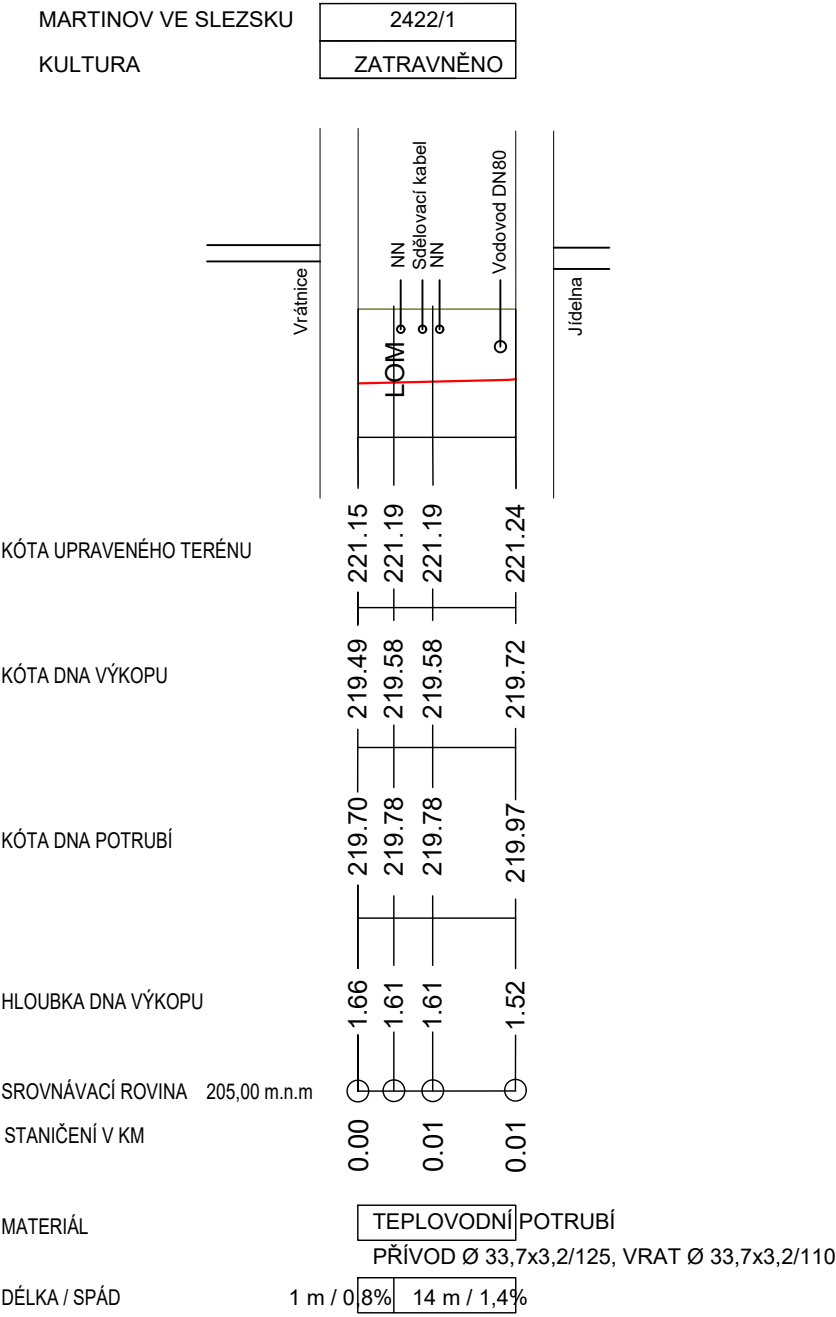 MARTINOV VE SLEZSKU 2422/1
KULTURA ZATRAVNĚNO
Vrátnice
NN
Sdělovací kabel
NN
Vodovod DN80
Jídelna
LOM
KÓTA UPRAVENÉHO TERÉNU 221.15 221.19 221.19 221.24
KÓTA DNA VÝKOPU 219.49 219.58 219.58 219.72
KÓTA DNA POTRUBÍ 219.70 219.78 219.78 219.97
HLOUBKA DNA VÝKOPU 1.66 1.61 1.61 1.52
SROVNÁVACÍ ROVINA 205,00 m.n.m
STANIČENÍ V KM 0.00 0.01 0.01
MATERIÁL TEPLOVODNÍ POTRUBÍ
PŘÍVOD Ø 33,7x3,2/125, VRAT Ø 33,7x3,2/110
DÉLKA / SPÁD 1 m / 0,8% 14 m / 1,4%